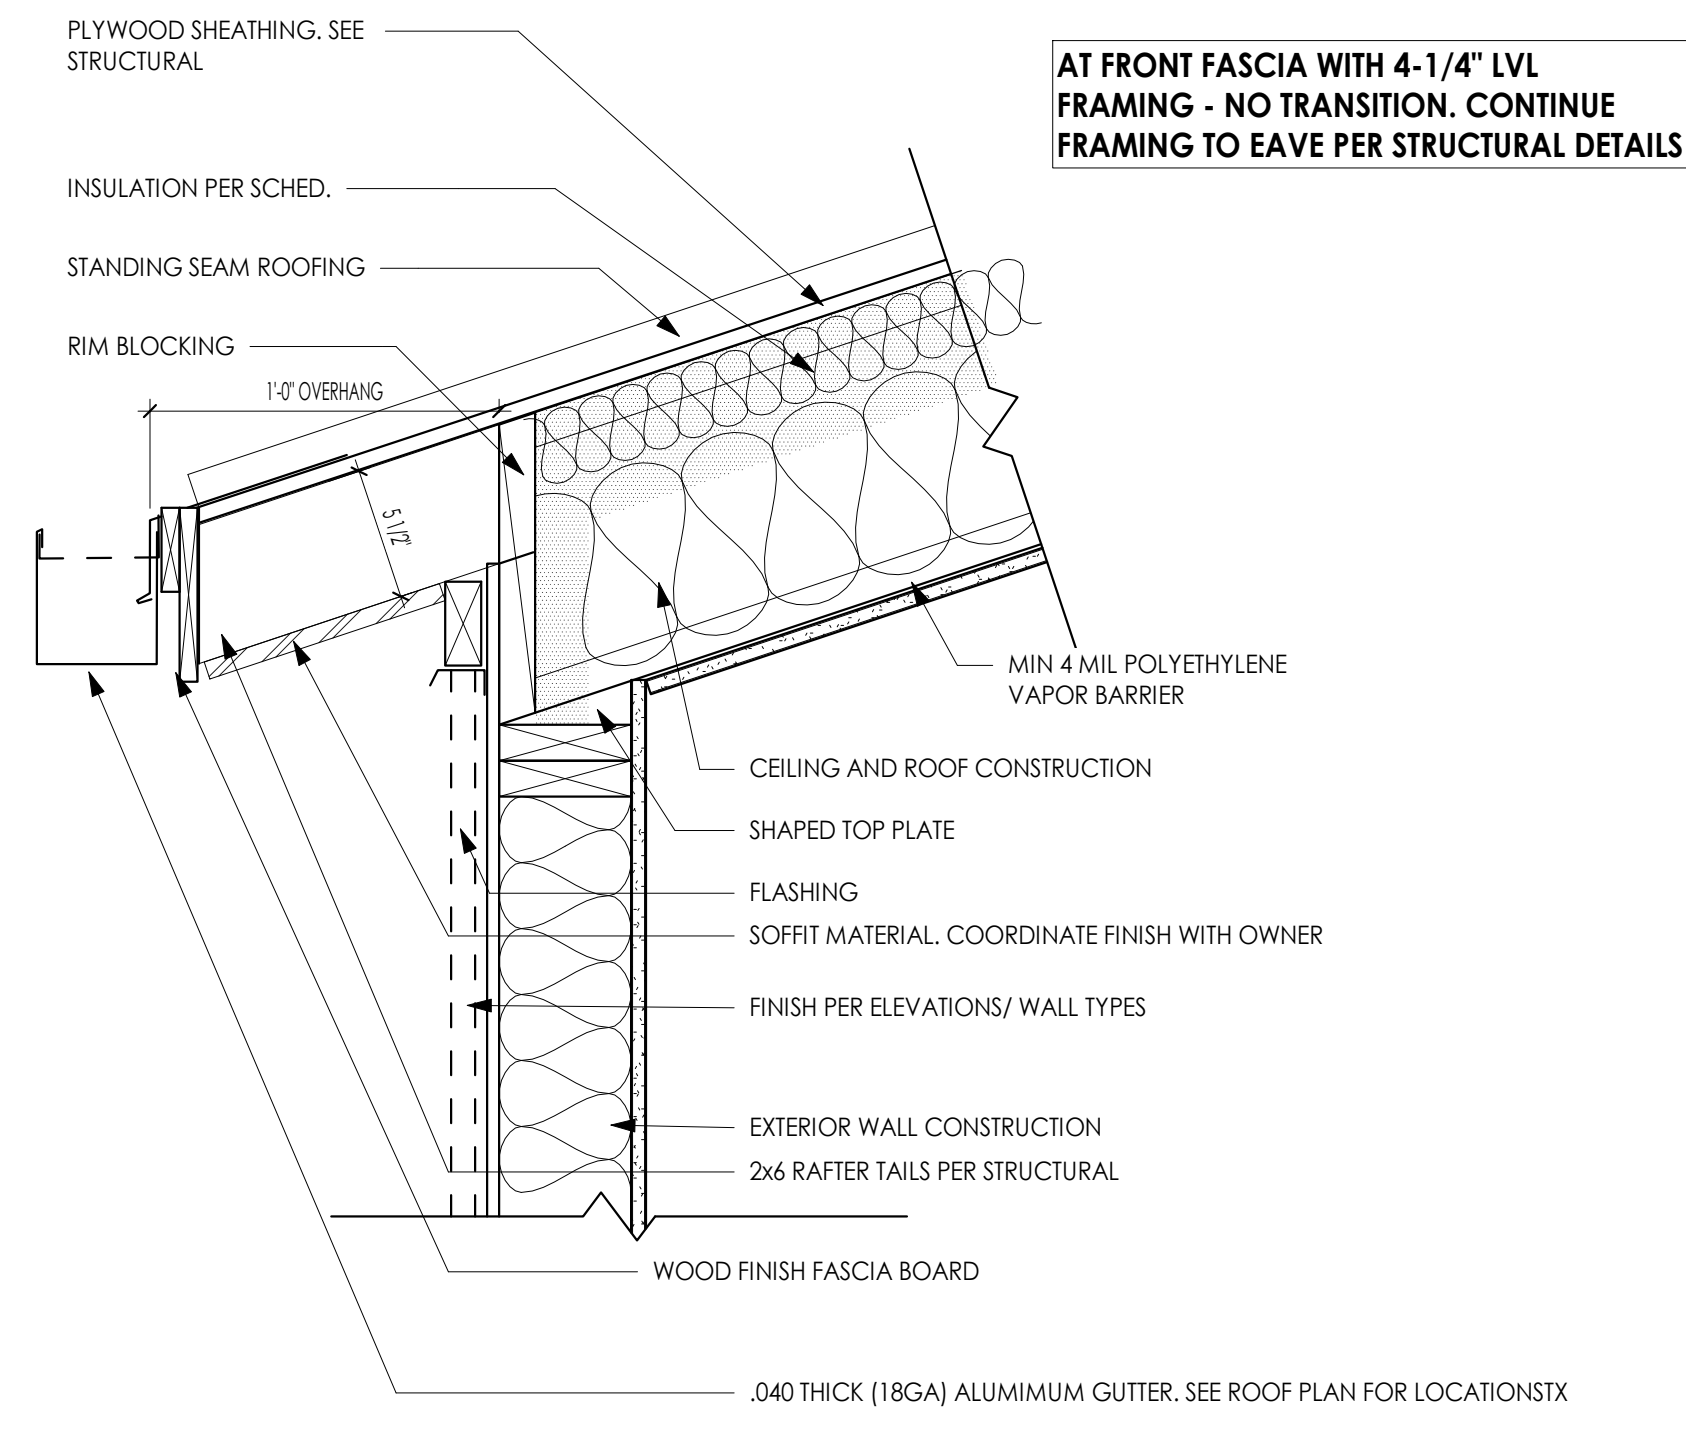 PLYWOOD SHEATHING. SEE
STRUCTURAL
AT FRONT FASCIA WITH 4-1/4" LVL
FRAMING - NO TRANSITION. CONTINUE
FRAMING TO EAVE PER STRUCTURAL DETAILS
INSULATION PER SCHED.
STANDING SEAM ROOFING
RIM BLOCKING
1'-0" OVERHANG
5 1/2"
MIN 4 MIL POLYETHYLENE
VAPOR BARRIER
CEILING AND ROOF CONSTRUCTION
SHAPED TOP PLATE
FLASHING
SOFFIT MATERIAL. COORDINATE FINISH WITH OWNER
FINISH PER ELEVATIONS/ WALL TYPES
EXTERIOR WALL CONSTRUCTION
2x6 RAFTER TAILS PER STRUCTURAL
WOOD FINISH FASCIA BOARD
.040 THICK (18GA) ALUMIMUM GUTTER. SEE ROOF PLAN FOR LOCATIONSTX